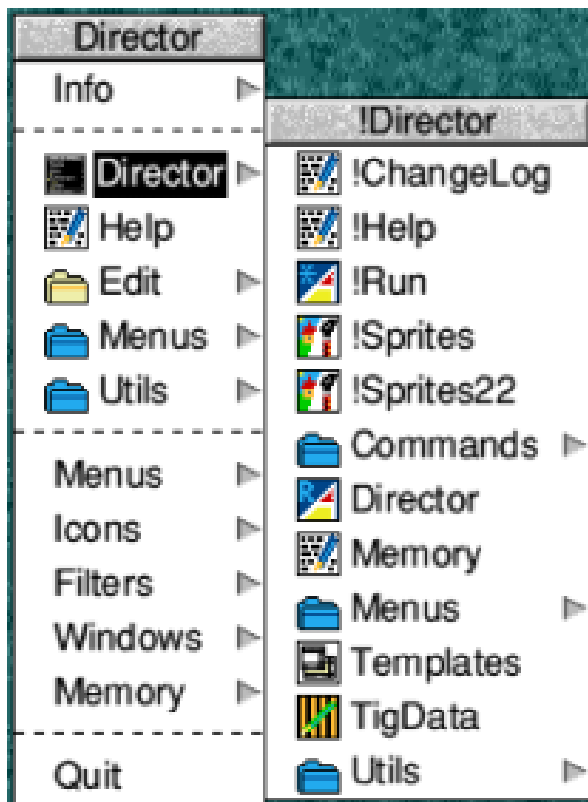 Director
Info
Director
Help
Edit
Menus
Utils
Menus
Icons
Filters
Windows
Memory
Quit
!Director
!ChangeLog
!Help
!Run
!Sprites
!Sprites22
Commands
Director
Memory
Menus
Templates
TigData
Utils